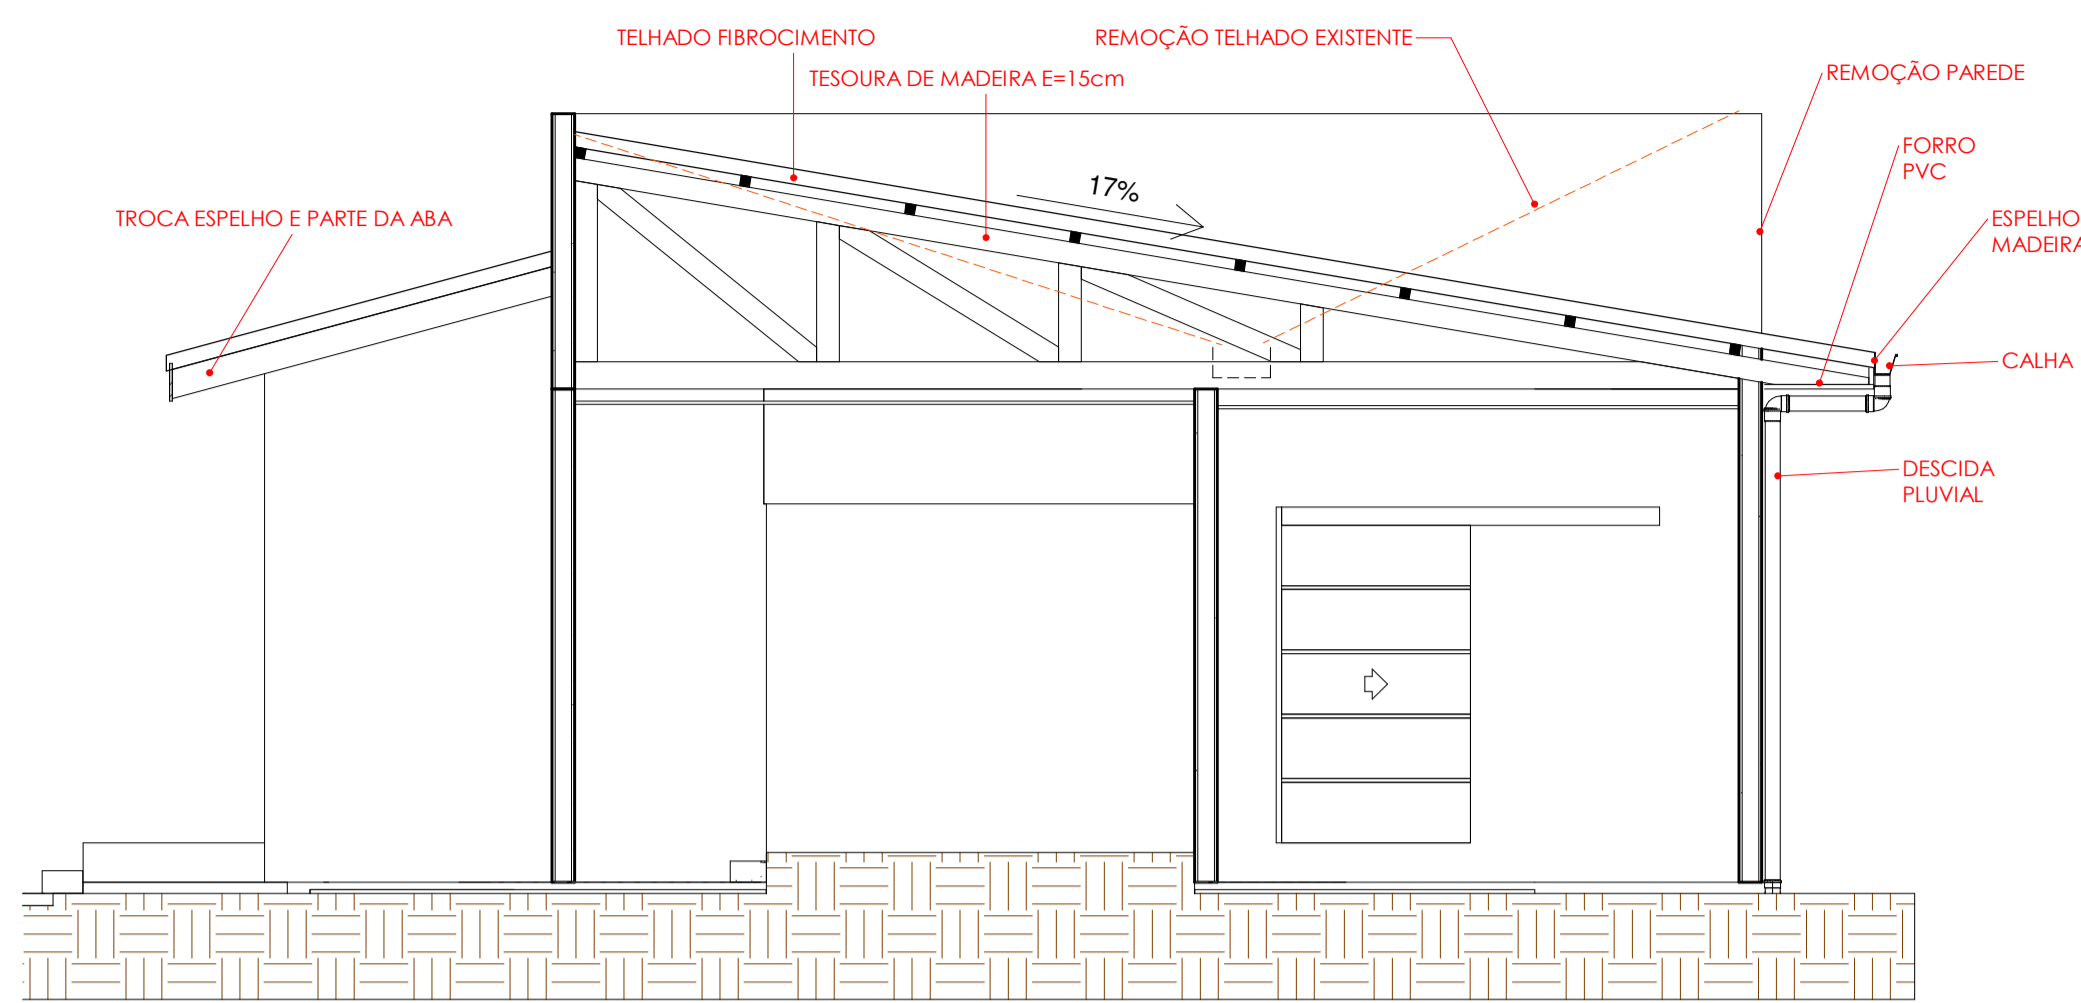 TELHADO FIBROCIMENTO
REMOÇÃO TELHADO EXISTENTE
TESOURA DE MADEIRA E=15cm
REMOÇÃO PAREDE
FORRO
PVC
17%
TROCA ESPELHO E PARTE DA ABA
ESPELHO
MADEIRA
CALHA
DESCIDA
PLUVIAL